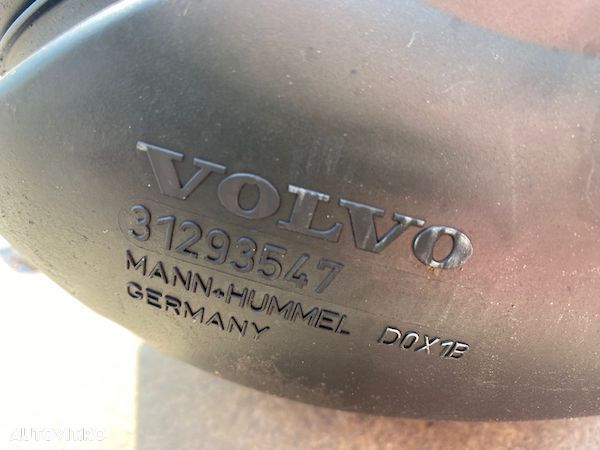 VOLVO
31293547
MANN+HUMMEL D0X1B
GERMANY
AUTOVIT.RO